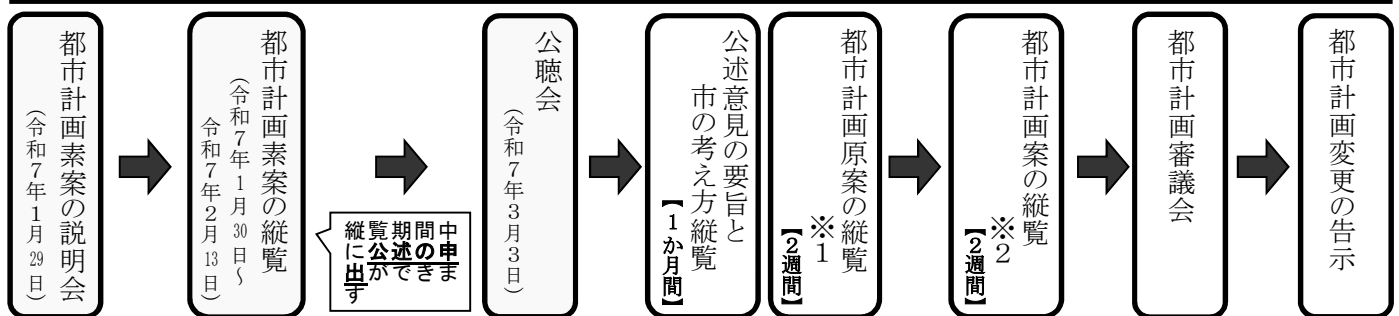 都市計画素案の説明会
（令和７年１月29日）
都市計画素案の縦覧
（令和７年１月30日～
令和７年２月13日）
縦覧期間中
に公述の申
出ができま
す
公聴会
（令和７年３月３日）
公述意見の要旨と
市の考え方縦覧
【１か月間】
都市計画原案の縦覧
※１
【２週間】
都市計画案の縦覧
※２
【２週間】
都市計画審議会
都市計画変更の告示